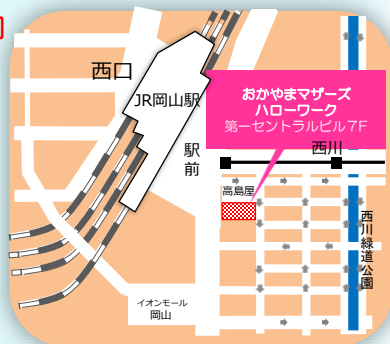 西口
JR岡山駅
駅前
おかやまマザーズ
ハローワーク
第一セントラルビル7F
西川
高島屋
西川緑道公園
イオンモール
岡山